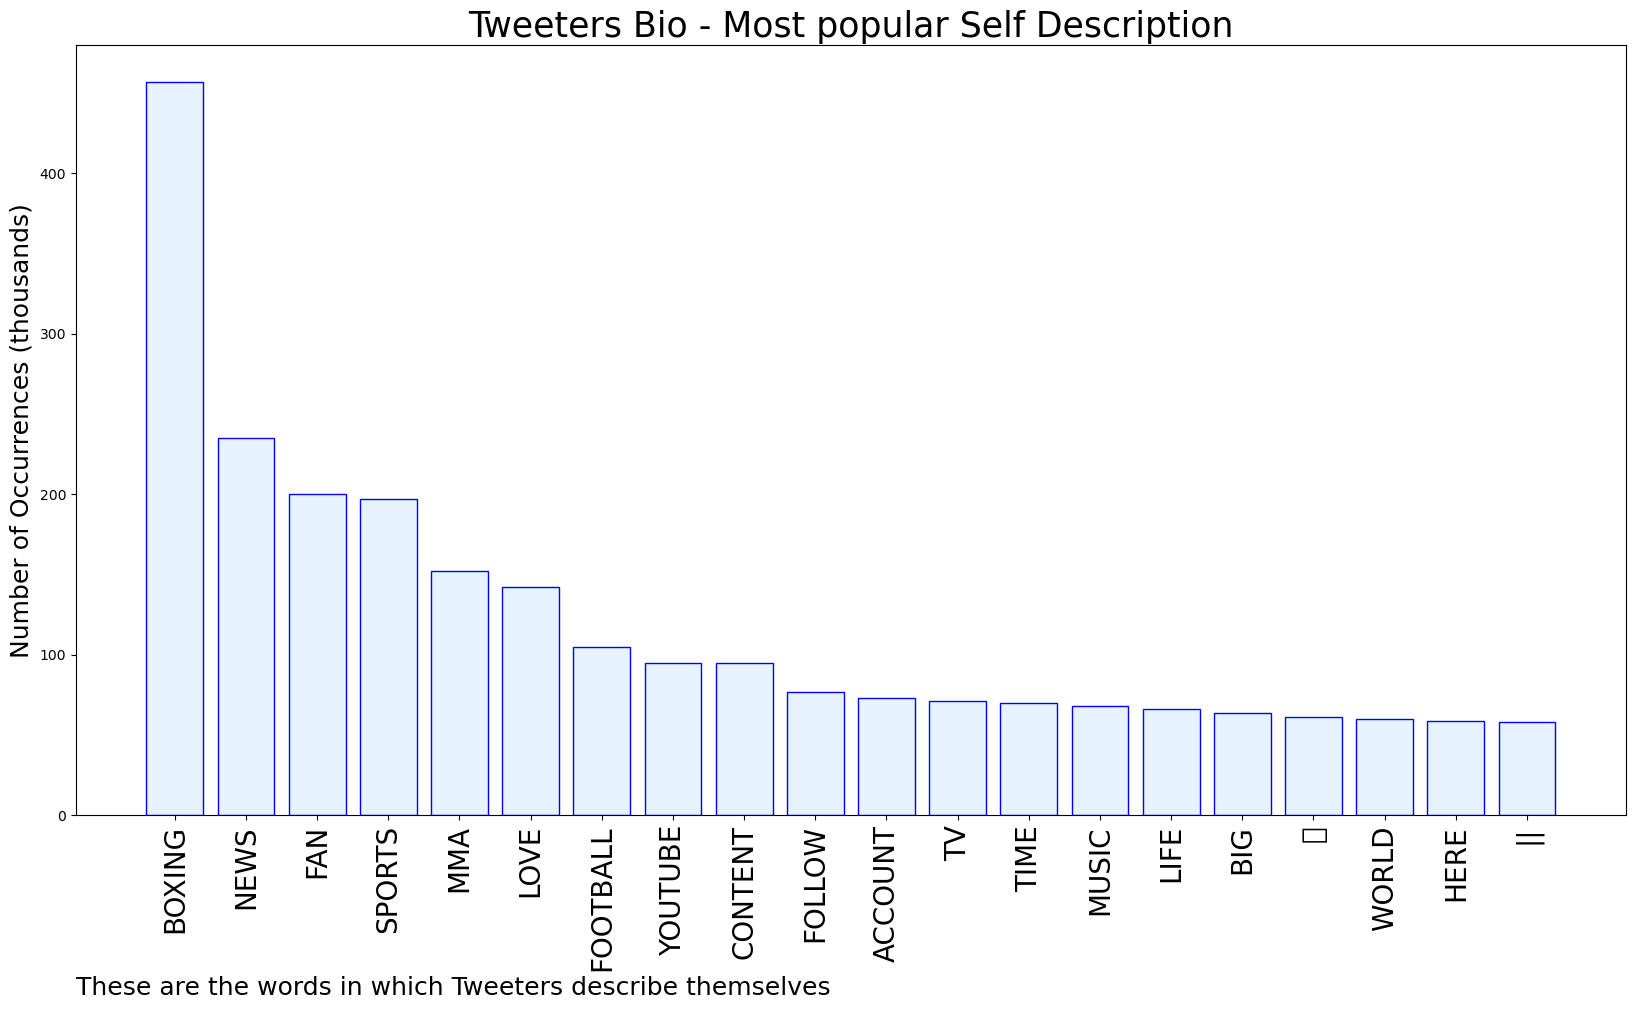 Tweeters Bio - Most popular Self Description
Number of Occurrences (thousands)
400
300
200
100
0
BOXING
NEWS
FAN
SPORTS
MMA
LOVE
FOOTBALL
YOUTUBE
CONTENT
FOLLOW
ACCOUNT
TV
TIME
MUSIC
LIFE
BIG
WORLD
HERE
||
These are the words in which Tweeters describe themselves